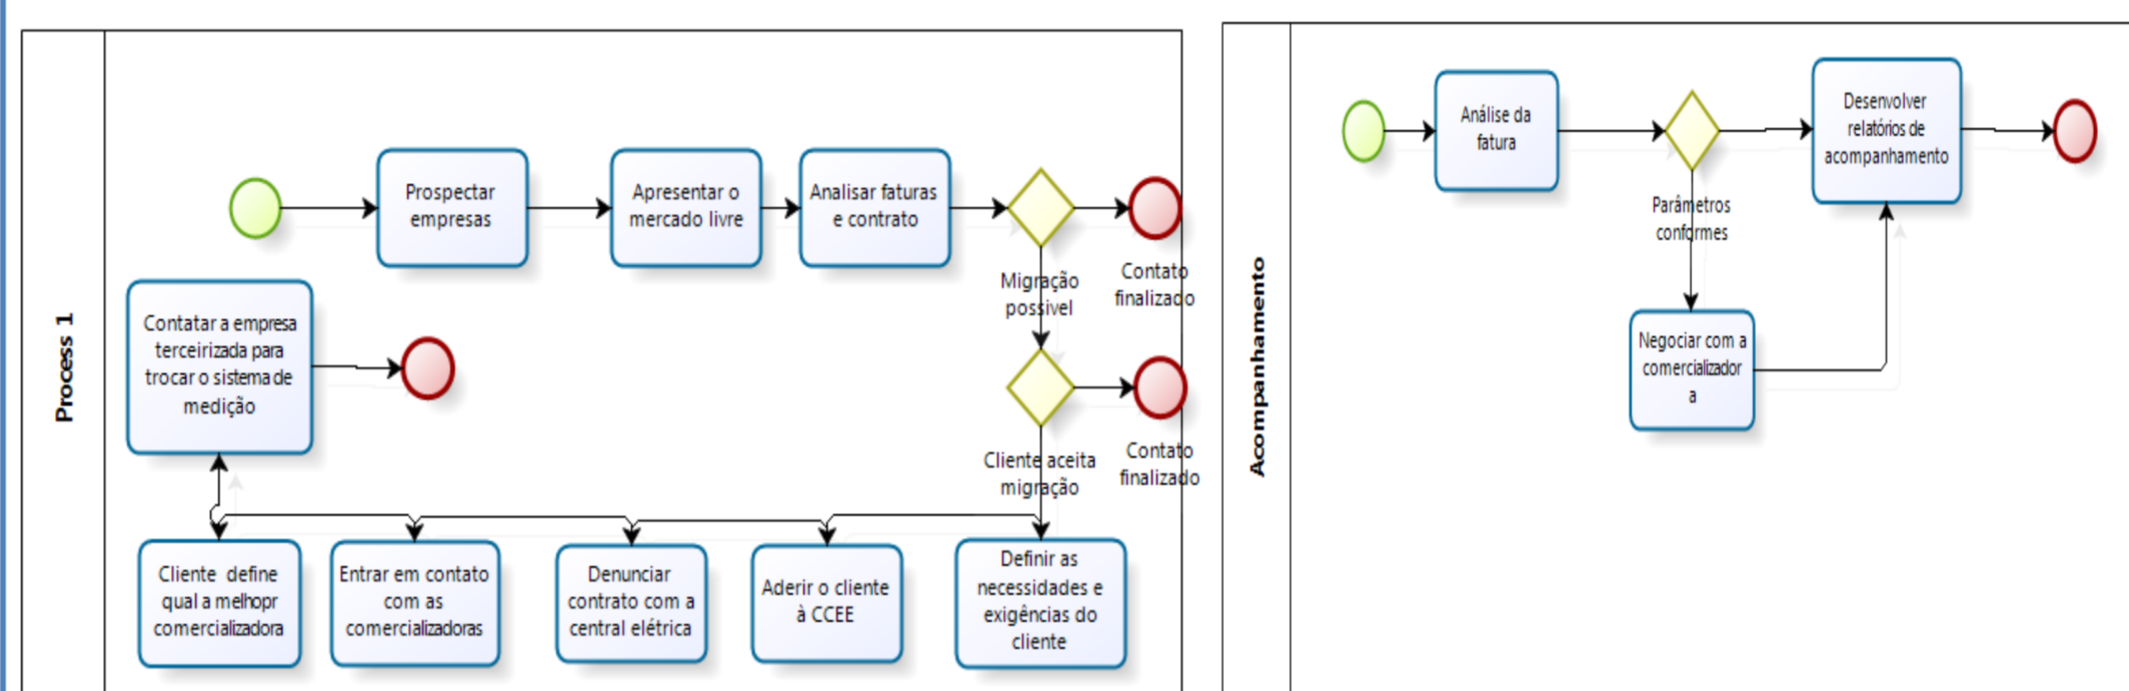 Process 1
Prospectar
empresas
Apresentar o
mercado livre
Analisar faturas
e contrato
Migração
possivel
Contato
finalizado
Contatar a empresa
terceirizada para
trocar o sistema de
medição
Cliente aceita
migração
Contato
finalizado
Cliente define
qual a melhopr
comercializadora
Entrar em contato
com as
comercializadoras
Denunciar
contrato com a
central elétrica
Aderir o cliente
à CCEE
Definir as
necessidades e
exigências do
cliente
Acompanhamento
Análise da
fatura
Parâmetros
conformes
Desenvolver
relatórios de
acompanhamento
Negociar com a
comercializador
a